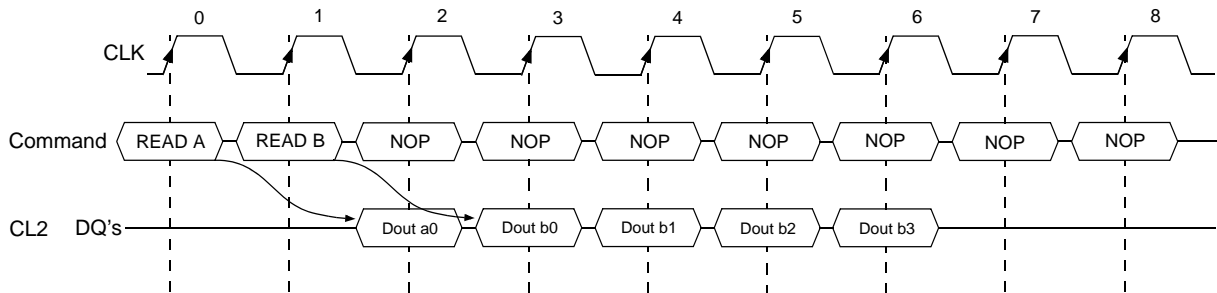 0 1 2 3 4 5 6 7 8
CLK
Command READ A READ B NOP NOP NOP NOP NOP NOP NOP
CL2 DQ's Dout a0 Dout b0 Dout b1 Dout b2 Dout b3